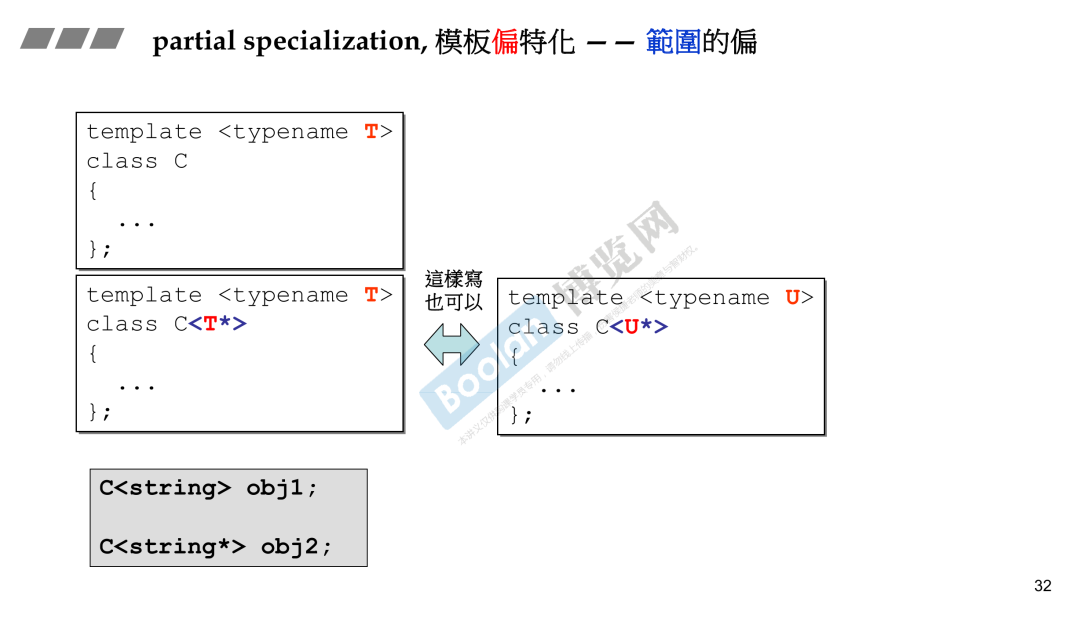 partial specialization, 模板偏特化 —— 範圍的偏
template <typename T>
class C
{
...
};
template <typename T>
class C<T*>
{
...
};
這樣寫
也可以
template <typename U>
class C<U*>
{
...
};
Boolan
博览网
C<string> obj1;
C<string*> obj2;
32